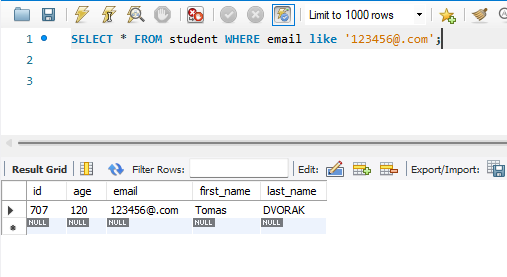 Limit to 1000 rows
1 SELECT * FROM student WHERE email like '123456@.com';
2
3
Result Grid Filter Rows: Edit: Export/Import:
id age email first_name last_name
707 120 123456@.com Tomas DVORAK
NULL NULL NULL NULL NULL